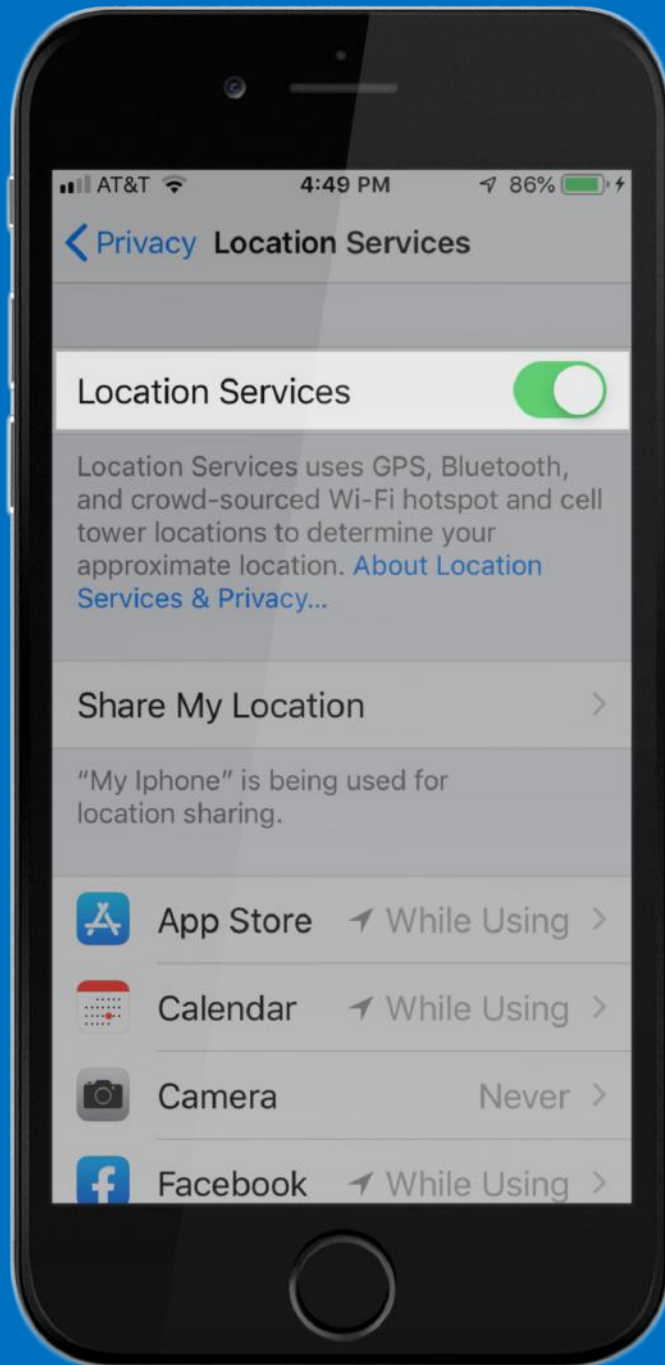 AT&T 4:49 PM 86%
Privacy Location Services
Location Services
Location Services uses GPS, Bluetooth,
and crowd-sourced Wi-Fi hotspot and cell
tower locations to determine your
approximate location. About Location
Services & Privacy...
Share My Location
“My Iphone” is being used for
location sharing.
App Store While Using
Calendar While Using
Camera Never
Facebook While Using